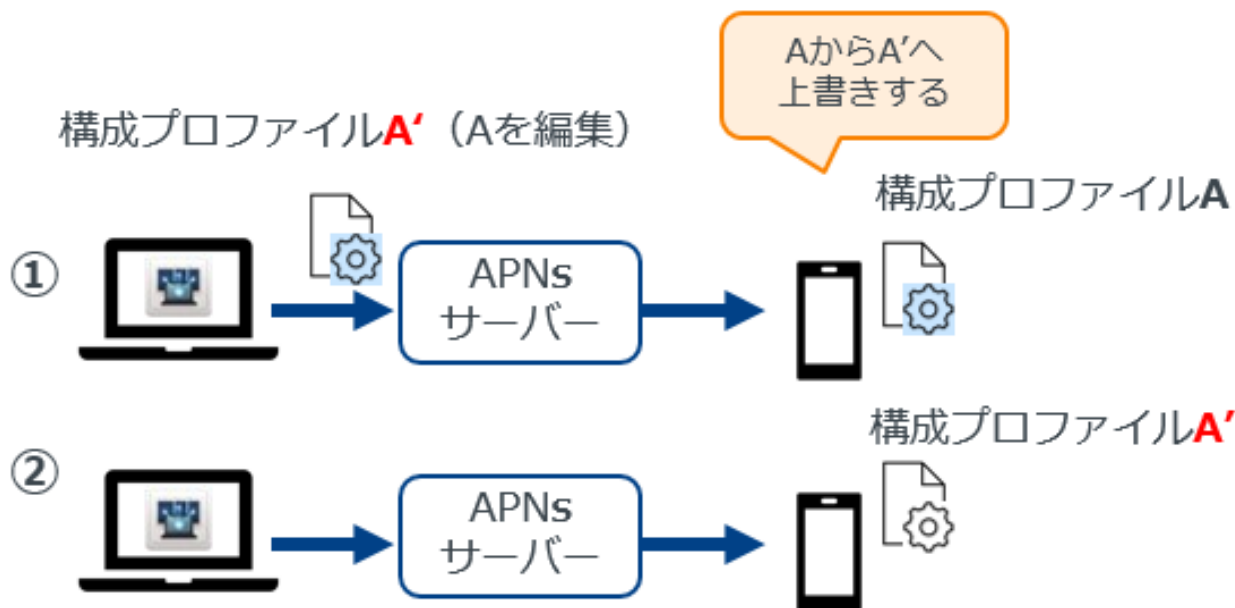 AからA′へ
上書きする
構成プロファイルA‘（Aを編集）
構成プロファイルA
①
APNs
サーバー
構成プロファイルA’
②
APNs
サーバー